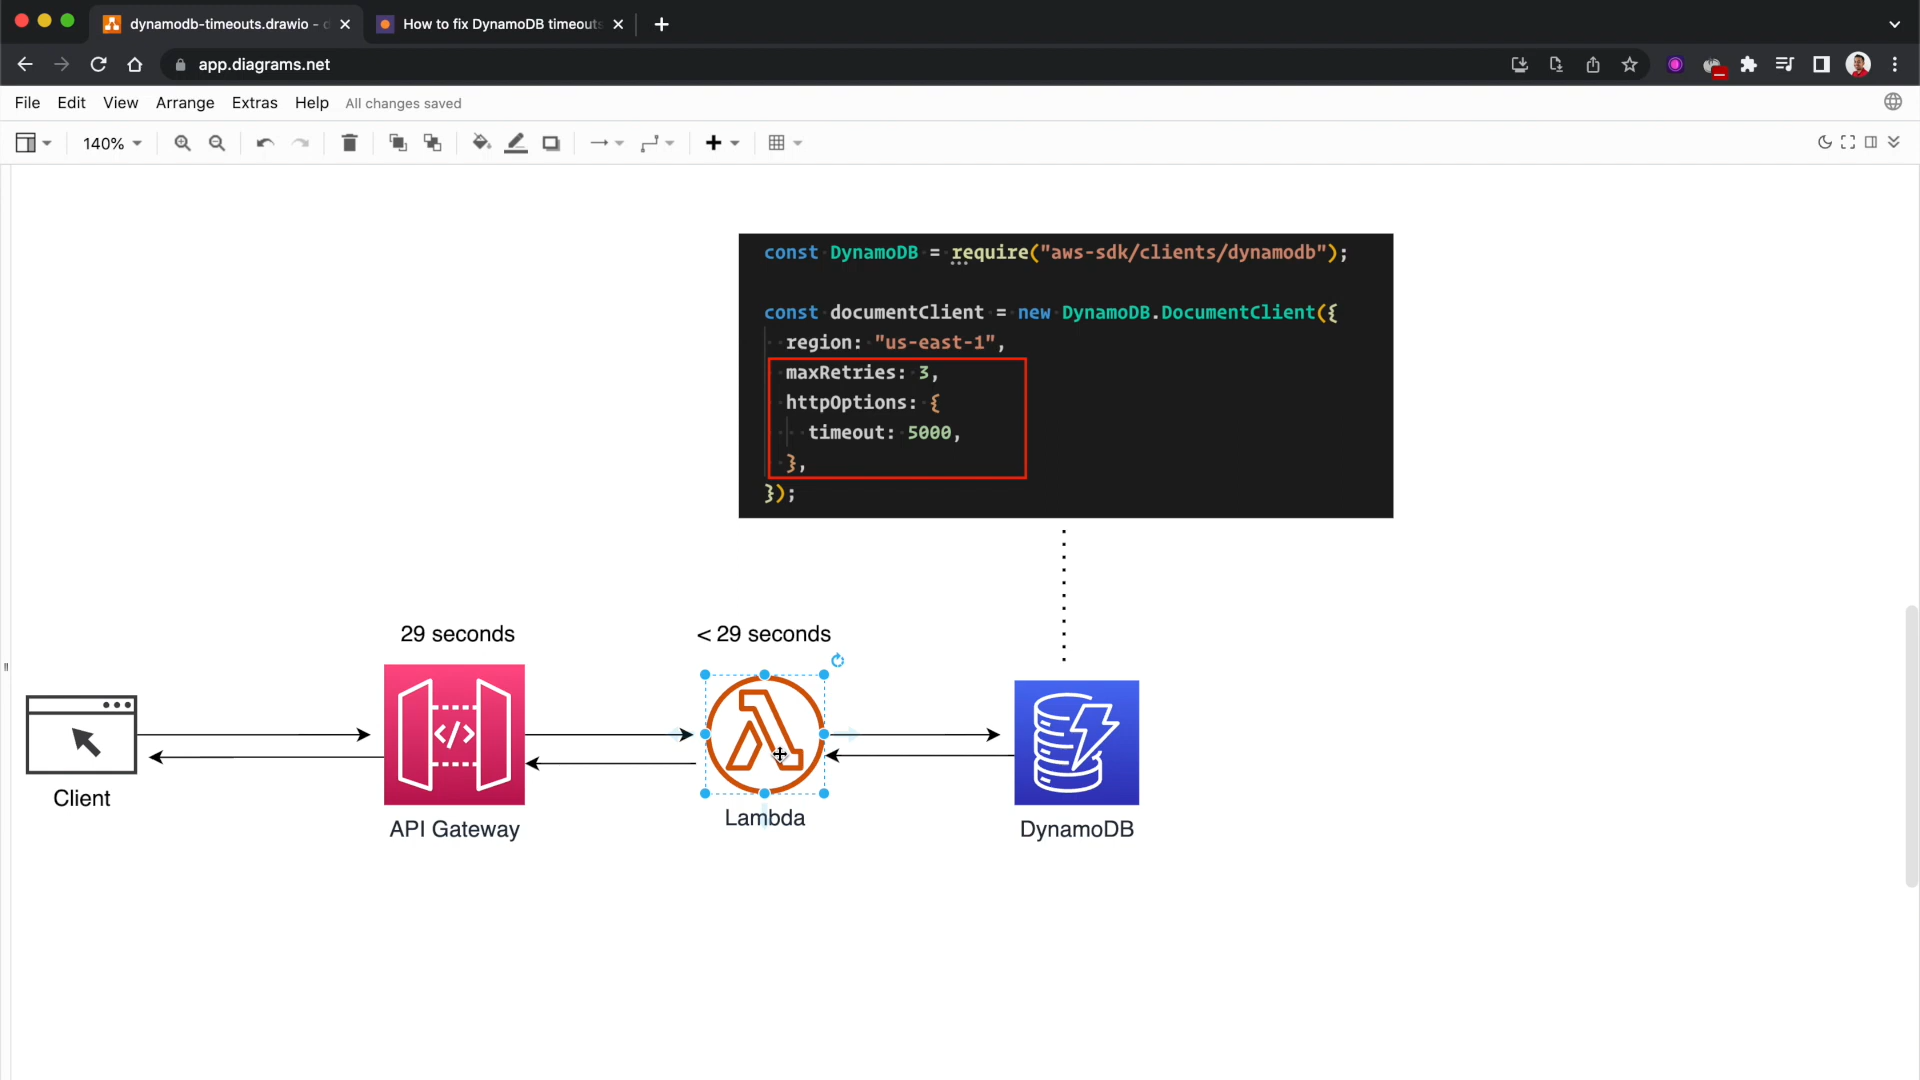 dynamodb-timeouts.drawio -
How to fix DynamoDB timeouts
app.diagrams.net
File Edit View Arrange Extras Help All changes saved
140%
const DynamoDB = require("aws-sdk/clients/dynamodb");
const documentClient = new DynamoDB.DocumentClient({
region: "us-east-1",
maxRetries: 3,
httpOptions: {
timeout: 5000,
},
});
29 seconds
< 29 seconds
</>
Client
API Gateway
Lambda
DynamoDB